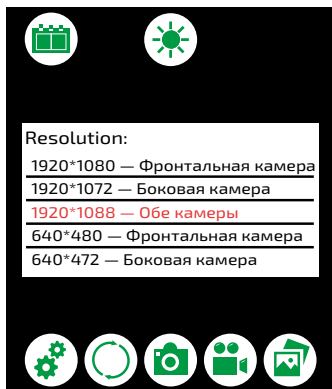 Resolution:
1920*1080 — Фронтальная камера
1920*1072 — Боковая камера
1920*1088 — Обе камеры
640*480 — Фронтальная камера
640*472 — Боковая камера